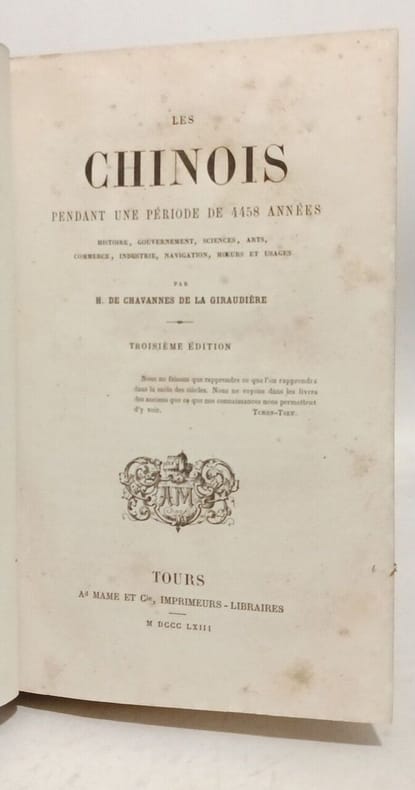 LES
CHINOIS
PENDANT UNE PÉRIODE DE 4458 ANNÉES
HISTOIRE, GOUVERNEMENT, SCIENCES, ARTS,
COMMERCE, INDUSTRIE, NAVIGATION, MŒURS ET USAGES
PAR
H. DE CHAVANNES DE LA GIRAUDIÈRE
TROISIÈME ÉDITION
Nous ne faisons que rapprendre ce que l'on rapprendra
dans la suite des siècles. Nous ne voyons dans les livres
des anciens que ce que nos connaissances nous permettent
d'y voir.
AM
TOURS
Ad MAME ET Cie, IMPRIMEURS-LIBRAIRES
M DCCC LXIII